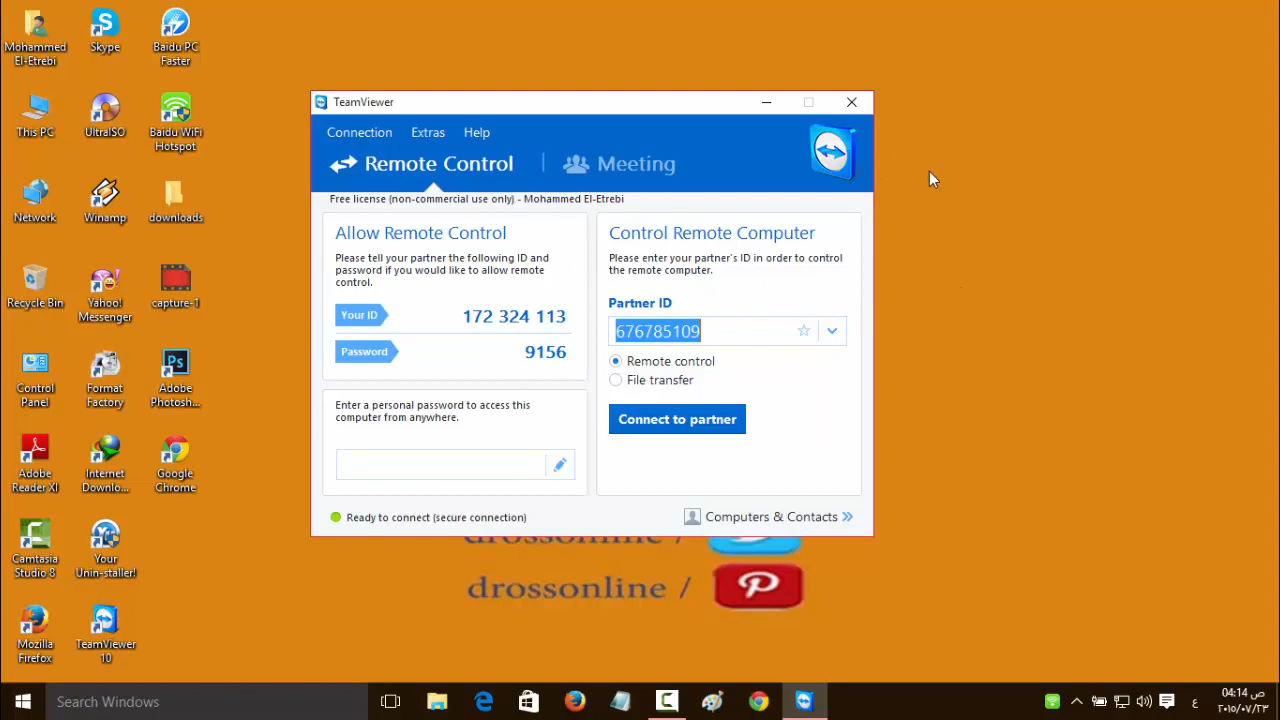 Mohammed
El-Etrebi
Skype
Baidu PC
Faster
This PC
UltraISO
Baidu WiFi
Hotspot
Network
Winamp
downloads
Recycle Bin
Yahoo!
Messenger
capture-1
Control
Panel
Format
Factory
Adobe
Photosh...
Adobe
Reader XI
Internet
Downlo...
Google
Chrome
Camtasia
Studio 8
Your
Unin-staller!
Mozilla
Firefox
TeamViewer
10
TeamViewer
Connection Extras Help
Remote Control Meeting
Free license (non-commercial use only) - Mohammed El-Etrebi
Allow Remote Control
Please tell your partner the following ID and
password if you would like to allow remote
control.
Your ID 172 324 113
Password 9156
Enter a personal password to access this
computer from anywhere.
Control Remote Computer
Please enter your partner's ID in order to control
the remote computer.
Partner ID
676785109
Remote control
File transfer
Connect to partner
Ready to connect (secure connection)
Computers & Contacts
drossonline /
drossonline /
Search Windows
ع
04:14 ص
٢٠١٥/٠٧/٢٣